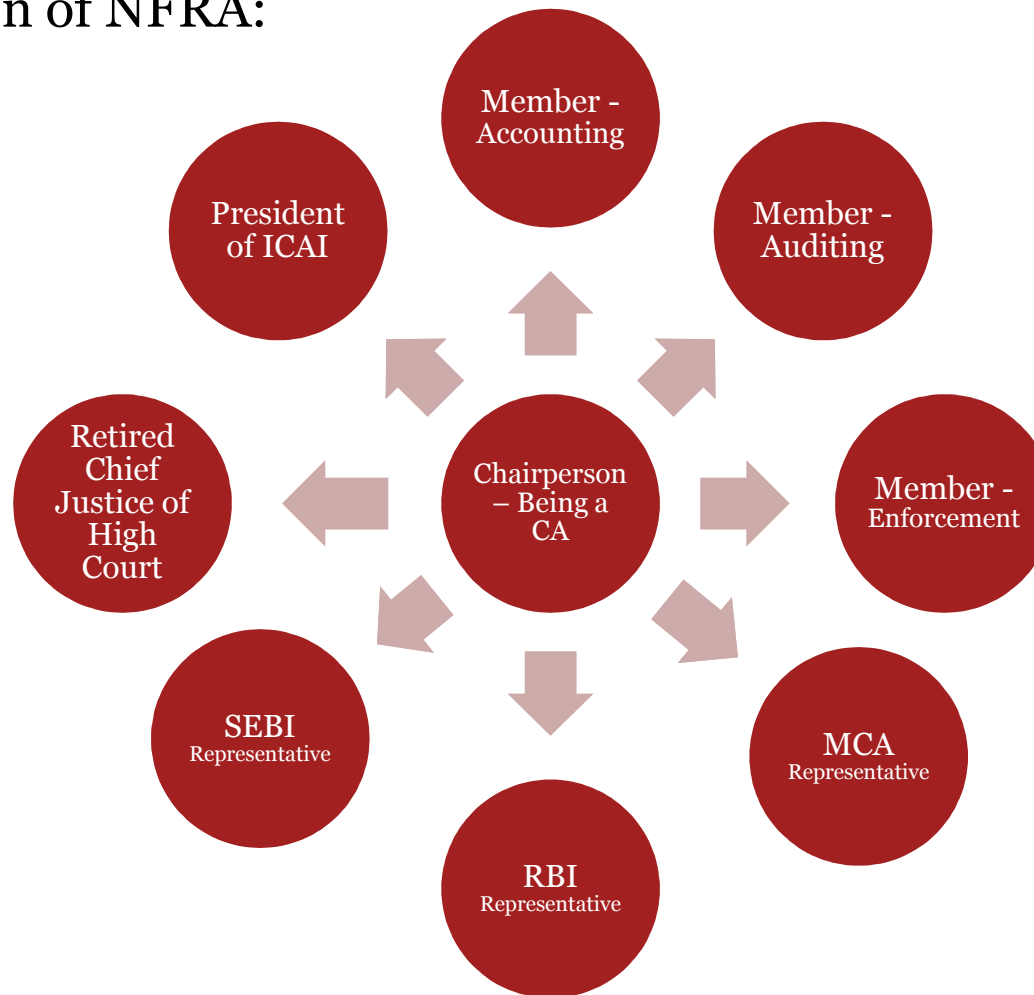 n of NFRA:
Member -
Accounting
Member -
Auditing
Member -
Enforcement
MCA
Representative
RBI
Representative
SEBI
Representative
Retired
Chief
Justice of
High
Court
President
of ICAI
Chairperson
– Being a
CA